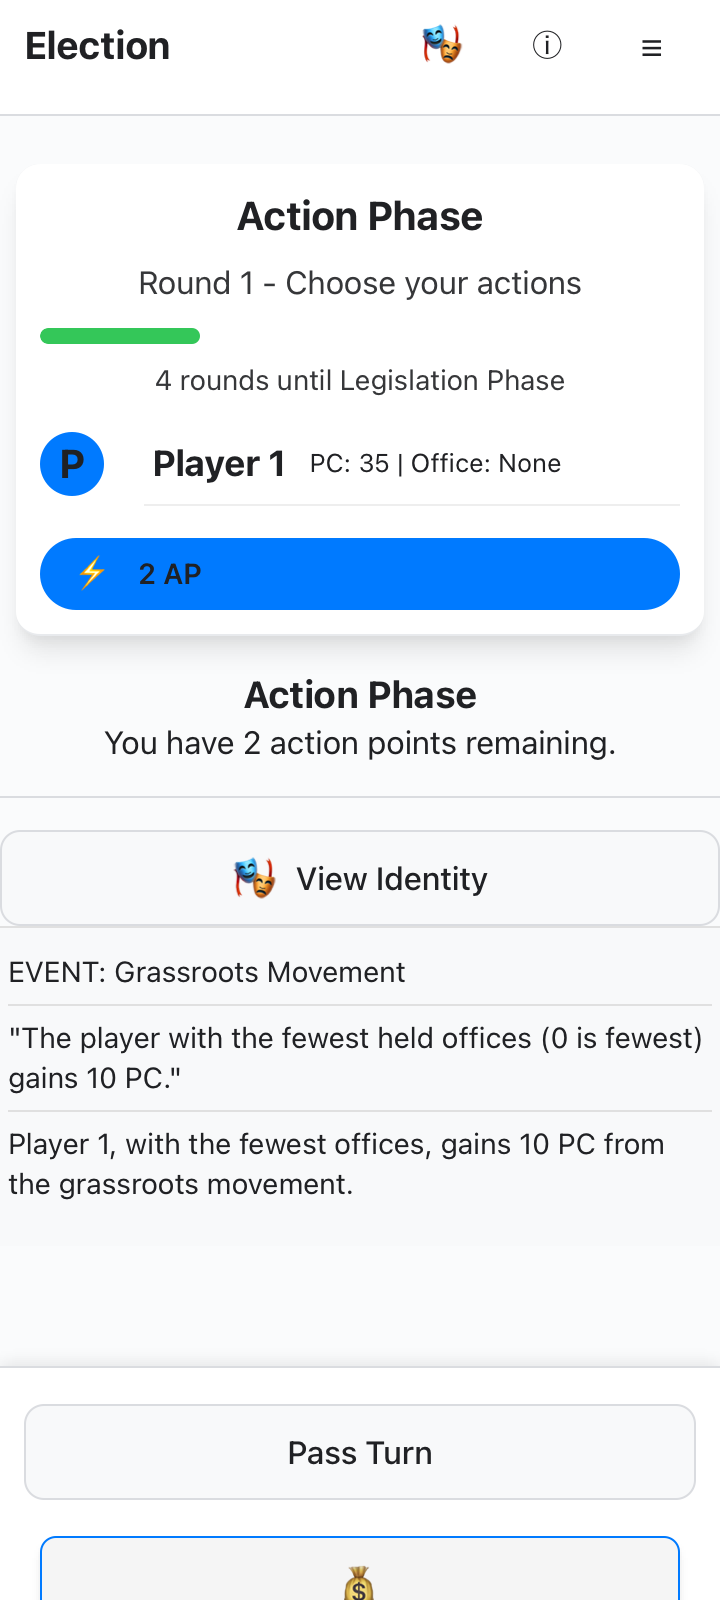 Election
Action Phase
Round 1 - Choose your actions
4 rounds until Legislation Phase
P
Player 1 PC: 35 | Office: None
⚡ 2 AP
Action Phase
You have 2 action points remaining.
🎭 View Identity
EVENT: Grassroots Movement
"The player with the fewest held offices (0 is fewest)
gains 10 PC."
Player 1, with the fewest offices, gains 10 PC from
the grassroots movement.
Pass Turn